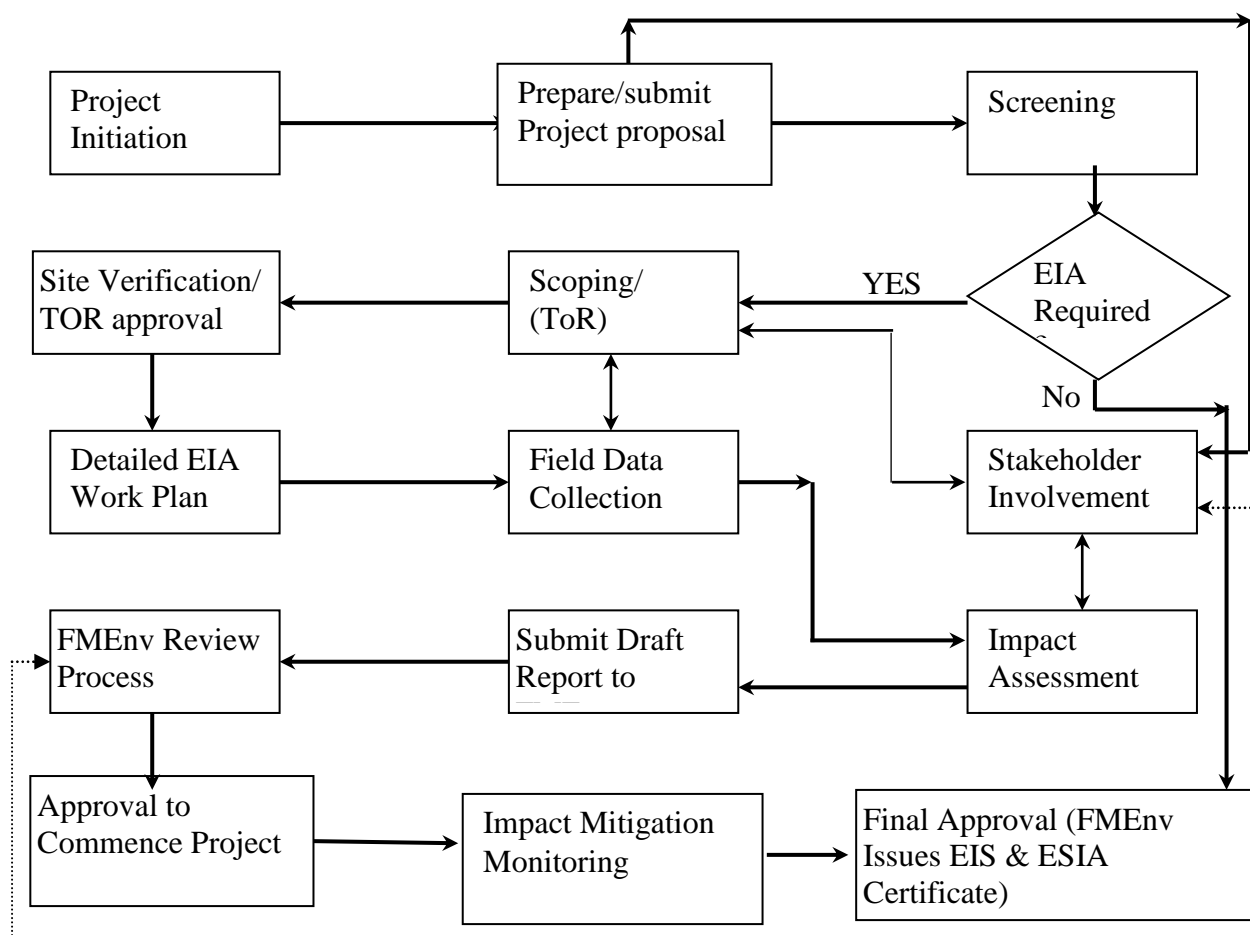 Project
Initiation
Prepare/submit
Project proposal
Screening
Site Verification/
TOR approval
Scoping/
(ToR)
YES
EIA
Required
No
Detailed EIA
Work Plan
Field Data
Collection
Stakeholder
Involvement
FMEnv Review
Process
Submit Draft
Report to
Impact
Assessment
Approval to
Commence Project
Impact Mitigation
Monitoring
Final Approval (FMEnv
Issues EIS & ESIA
Certificate)